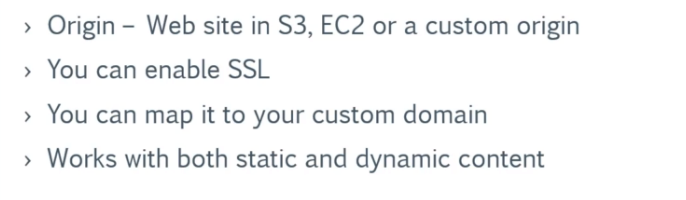 › Origin – Web site in S3, EC2 or a custom origin
› You can enable SSL
› You can map it to your custom domain
› Works with both static and dynamic content